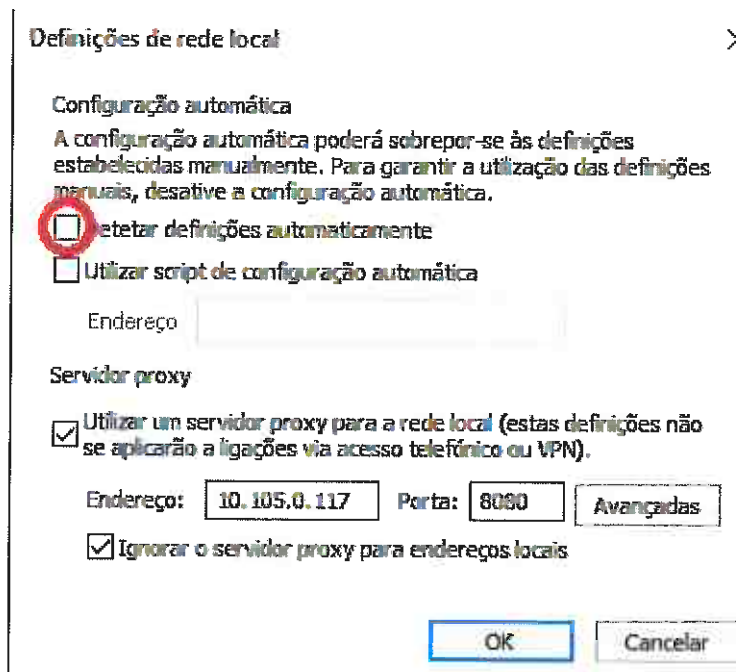 Definições de rede local
Configuração automática
A configuração automática poderá sobrepor-se às definições
estabelecidas manualmente. Para garantir a utilização das definições
manuais, desative a configuração automática.
Detetar definições automaticamente
Utilizar script de configuração automática
Endereço
Servidor proxy
Utilizar um servidor proxy para a rede local (estas definições não
se aplicarão a ligações via acesso telefónico ou VPN).
Endereço: 10.105.0.117 Porta: 8080 Avançadas
Ignorar o servidor proxy para endereços locais
OK Cancelar